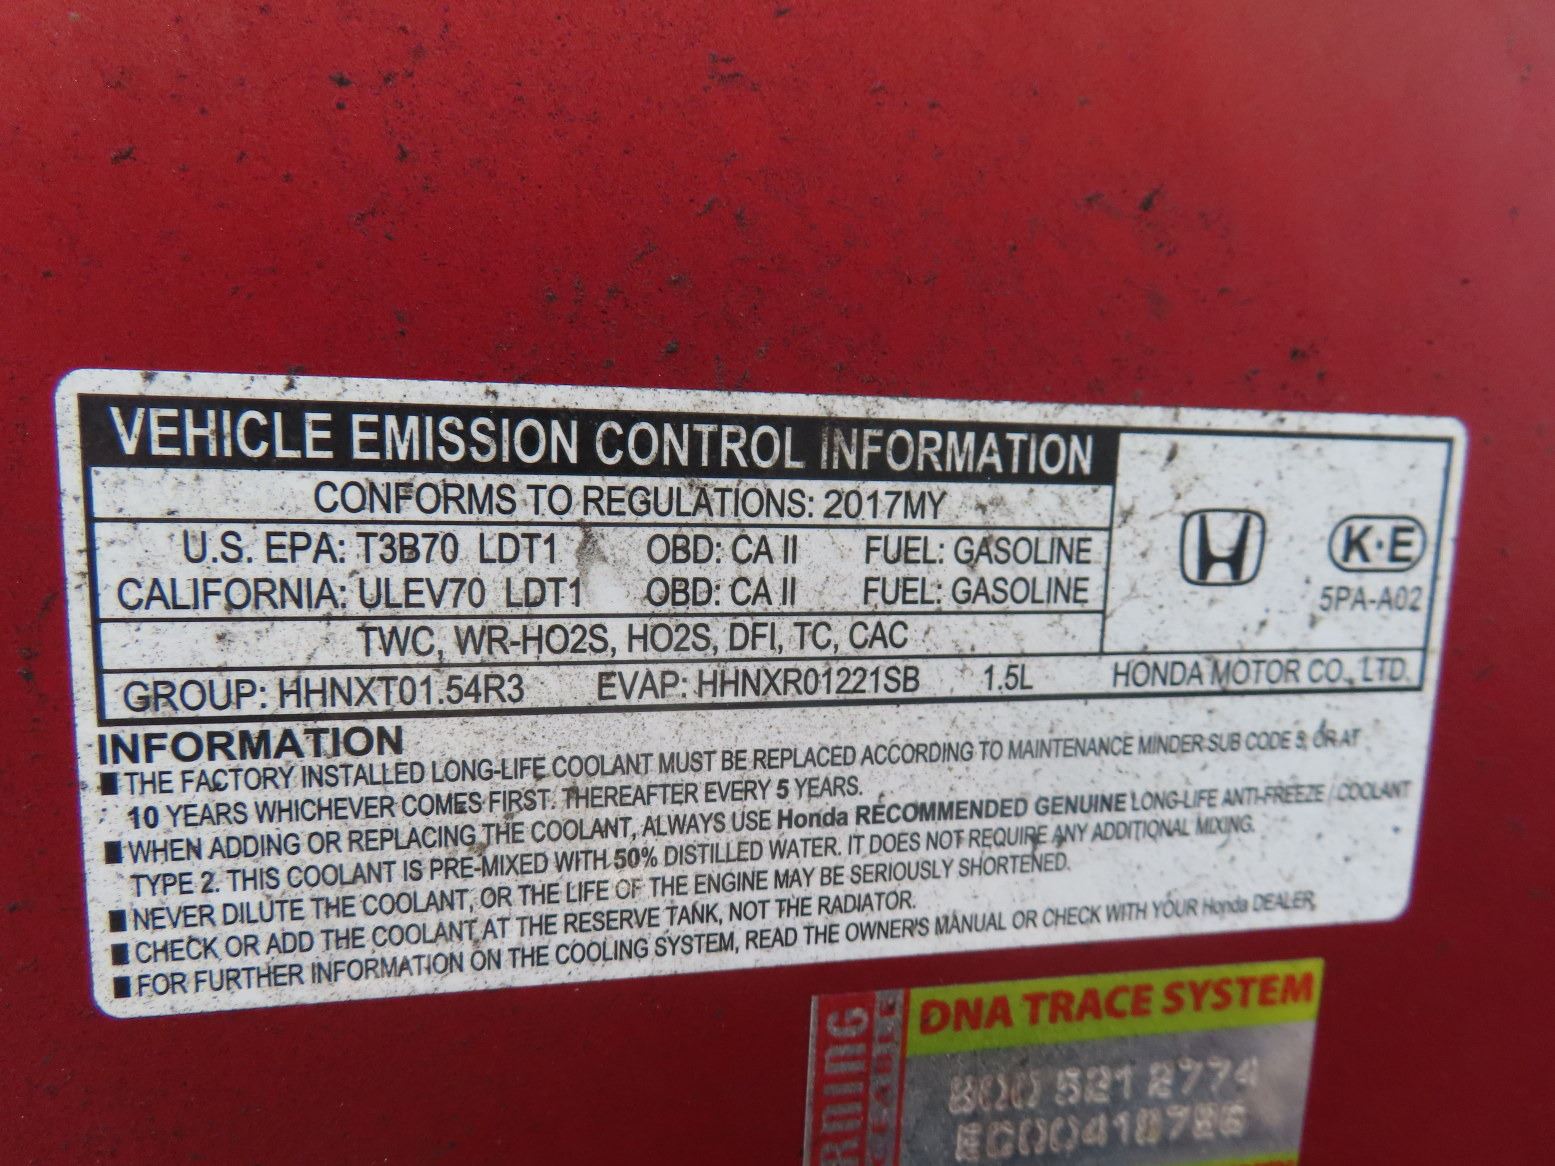 VEHICLE EMISSION CONTROL INFORMATION
CONFORMS TO REGULATIONS: 2017MY
U.S. EPA: T3B70 LDT1 OBD: CA II FUEL: GASOLINE
CALIFORNIA: ULEV70 LDT1 OBD: CA II FUEL: GASOLINE
K·E
5PA-A02
TWC, WR-HO2S, HO2S, DFI, TC, CAC
GROUP: HHNXT01.54R3 EVAP: HHNXR01221SB 1.5L HONDA MOTOR CO., LTD.
INFORMATION
■ THE FACTORY INSTALLED LONG-LIFE COOLANT MUST BE REPLACED ACCORDING TO MAINTENANCE MINDER SUB CODE 5, OR AT
10 YEARS WHICHEVER COMES FIRST. THEREAFTER EVERY 5 YEARS.
■ WHEN ADDING OR REPLACING THE COOLANT, ALWAYS USE Honda RECOMMENDED GENUINE LONG-LIFE ANTI-FREEZE / COOLANT
TYPE 2. THIS COOLANT IS PRE-MIXED WITH 50% DISTILLED WATER. IT DOES NOT REQUIRE ANY ADDITIONAL MIXING.
■ NEVER DILUTE THE COOLANT, OR THE LIFE OF THE ENGINE MAY BE SERIOUSLY SHORTENED.
■ CHECK OR ADD THE COOLANT AT THE RESERVE TANK, NOT THE RADIATOR.
■ FOR FURTHER INFORMATION ON THE COOLING SYSTEM, READ THE OWNER'S MANUAL OR CHECK WITH YOUR Honda DEALER.
DNA TRACE SYSTEM
800 521 2774